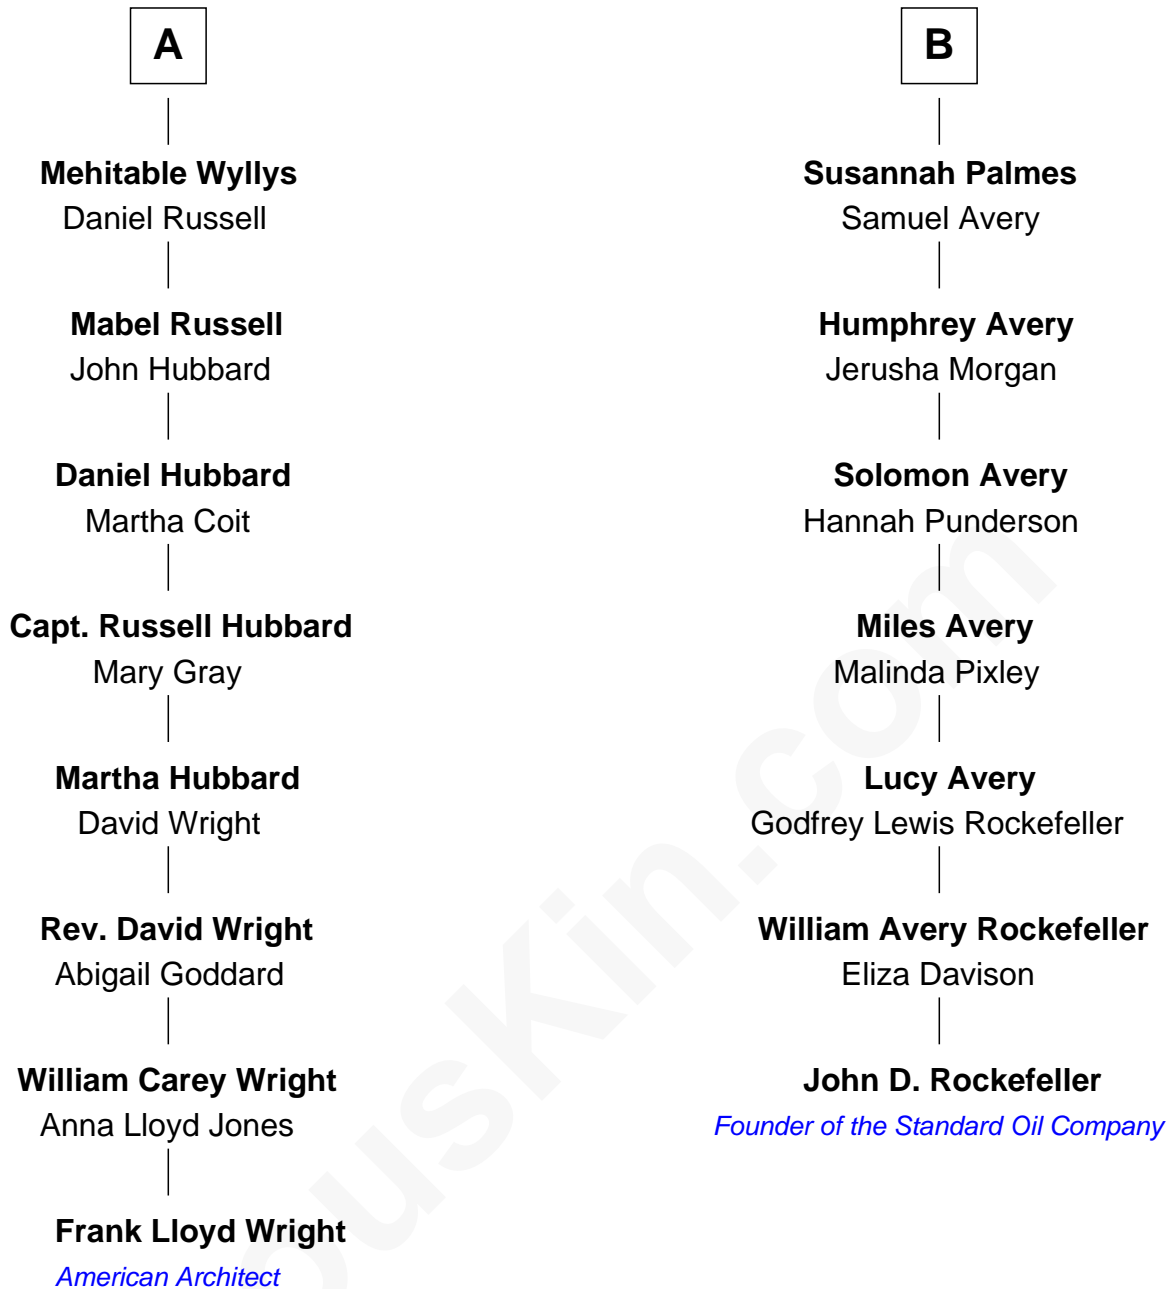 A
Mehitable Wyllys
Daniel Russell
Mabel Russell
John Hubbard
Daniel Hubbard
Martha Coit
Capt. Russell Hubbard
Mary Gray
Martha Hubbard
David Wright
Rev. David Wright
Abigail Goddard
William Carey Wright
Anna Lloyd Jones
Frank Lloyd Wright
American Architect
B
Susannah Palmes
Samuel Avery
Humphrey Avery
Jerusha Morgan
Solomon Avery
Hannah Punderson
Miles Avery
Malinda Pixley
Lucy Avery
Godfrey Lewis Rockefeller
William Avery Rockefeller
Eliza Davison
John D. Rockefeller
Founder of the Standard Oil Company
ousKin.com